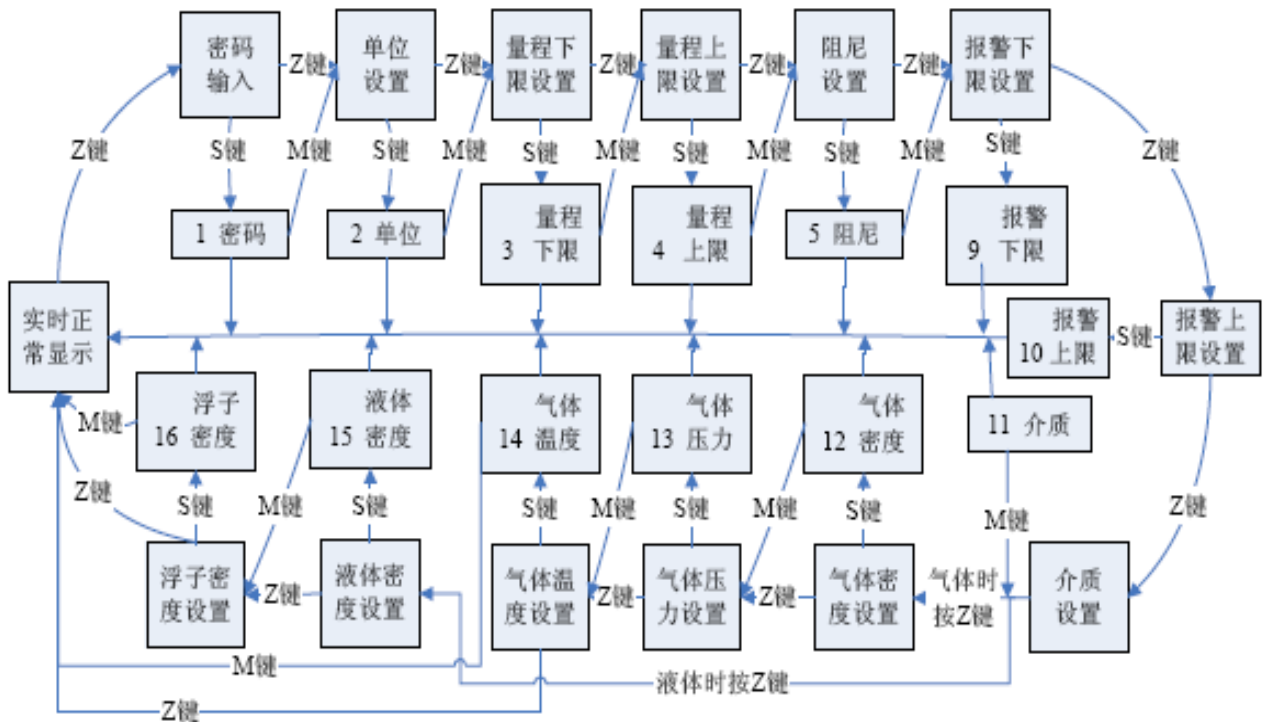 密码
输入
Z键
单位
设置
Z键
量程下
限设置
Z键
量程上
限设置
Z键
阻尼
设置
Z键
报警下
限设置
Z键
S键
M键
S键
M键
S键
M键
S键
M键
S键
M键
S键
Z键
1 密码
2 单位
量程
3 下限
量程
4 上限
5 阻尼
报警
9 下限
实时正
常显示
报警
10 上限
S键
报警上
限设置
M键
浮子
16 密度
液体
15 密度
气体
14 温度
气体
13 压力
气体
12 密度
11 介质
Z键
S键
M键
S键
S键
M键
S键
M键
S键
M键
Z键
浮子密
度设置
Z键
液体密
度设置
气体温
度设置
Z键
气体压
力设置
Z键
气体密
度设置
气体时
按Z键
介质
设置
M键
液体时按Z键
Z键